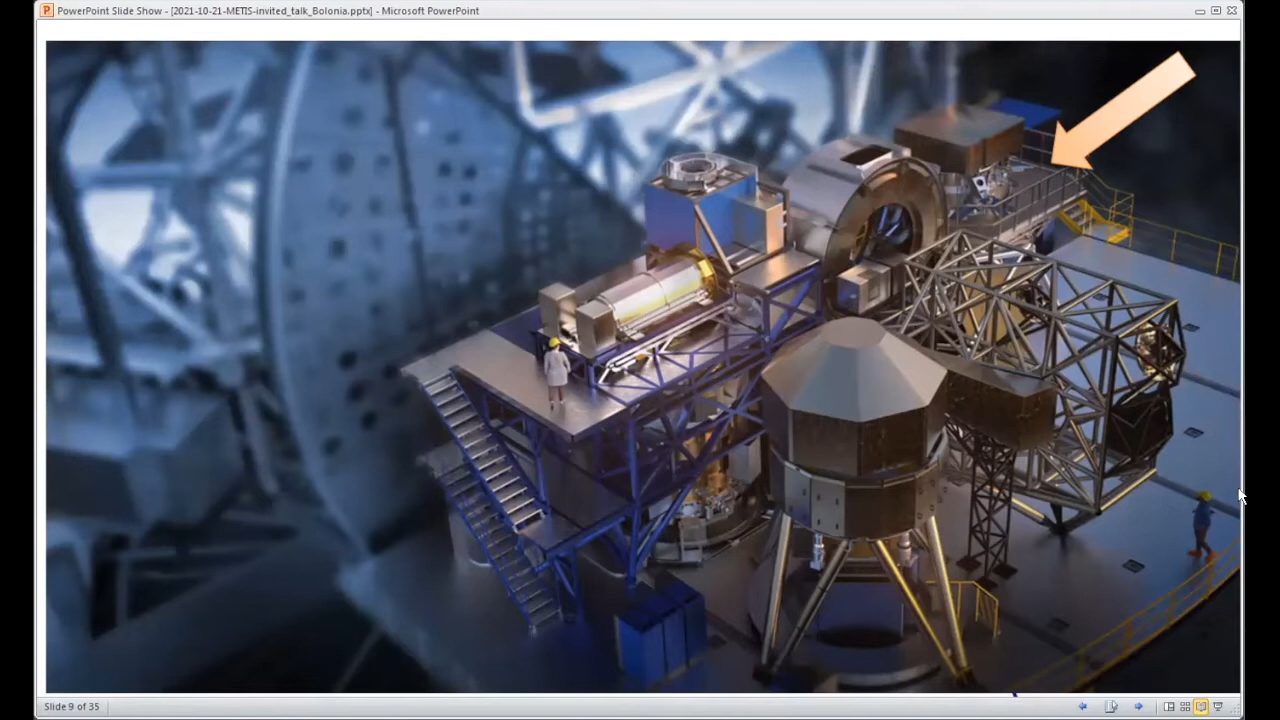 PowerPoint Slide Show - [2021-10-21-METIS-invited_talk_Bolonia.pptx] - Microsoft PowerPoint
Slide 9 of 35